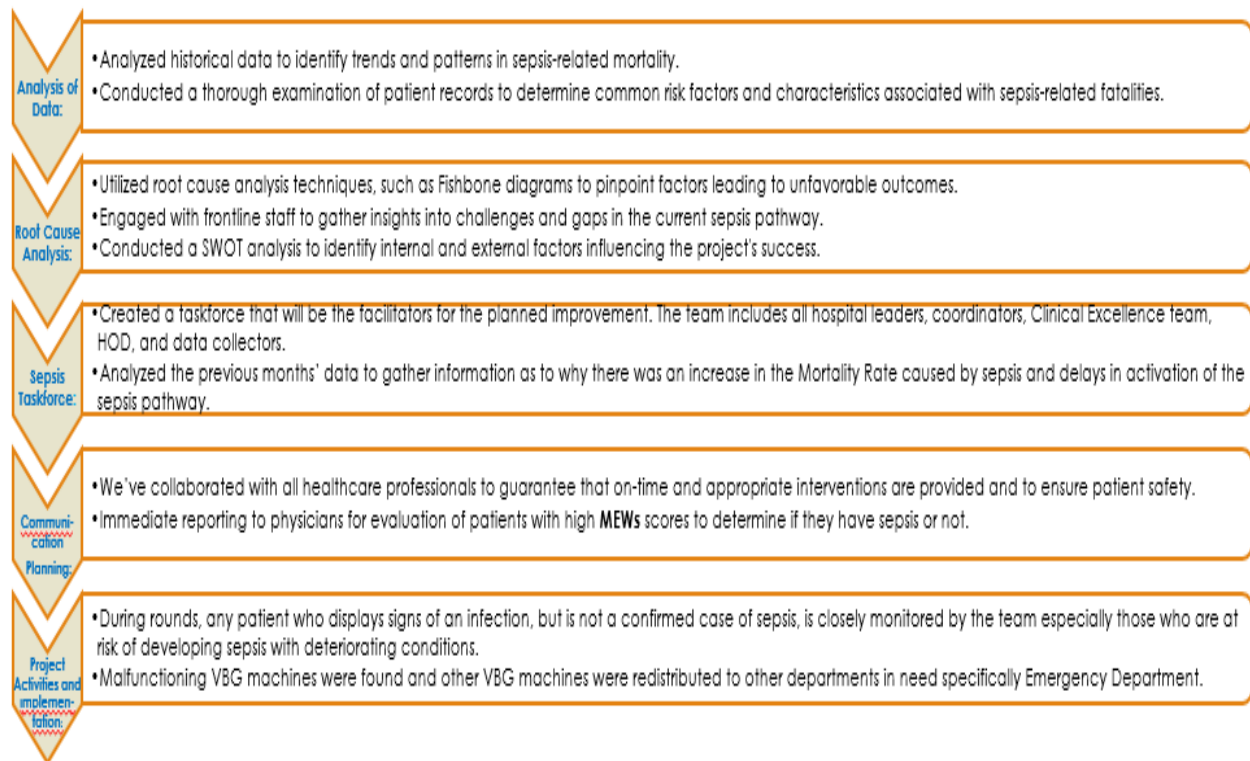 Analysis of
Data:
•Analyzed historical data to identify trends and patterns in sepsis-related mortality.
•Conducted a thorough examination of patient records to determine common risk factors and characteristics associated with sepsis-related fatalities.
Root Cause
Analysis:
•Utilized root cause analysis techniques, such as Fishbone diagrams to pinpoint factors leading to unfavorable outcomes.
•Engaged with frontline staff to gather insights into challenges and gaps in the current sepsis pathway.
•Conducted a SWOT analysis to identify internal and external factors influencing the project's success.
Sepsis
Taskforce:
•Created a taskforce that will be the facilitators for the planned improvement. The team includes all hospital leaders, coordinators, Clinical Excellence team,
HOD, and data collectors.
•Analyzed the previous months' data to gather information as to why there was an increase in the Mortality Rate caused by sepsis and delays in activation of the
sepsis pathway.
Communi-
cation
Planning:
•We've collaborated with all healthcare professionals to guarantee that on-time and appropriate interventions are provided and to ensure patient safety.
•Immediate reporting to physicians for evaluation of patients with high MEWs scores to determine if they have sepsis or not.
Project
Activities and
implemen-
tation:
•During rounds, any patient who displays signs of an infection, but is not a confirmed case of sepsis, is closely monitored by the team especially those who are at
risk of developing sepsis with deteriorating conditions.
•Malfunctioning VBG machines were found and other VBG machines were redistributed to other departments in need specifically Emergency Department.